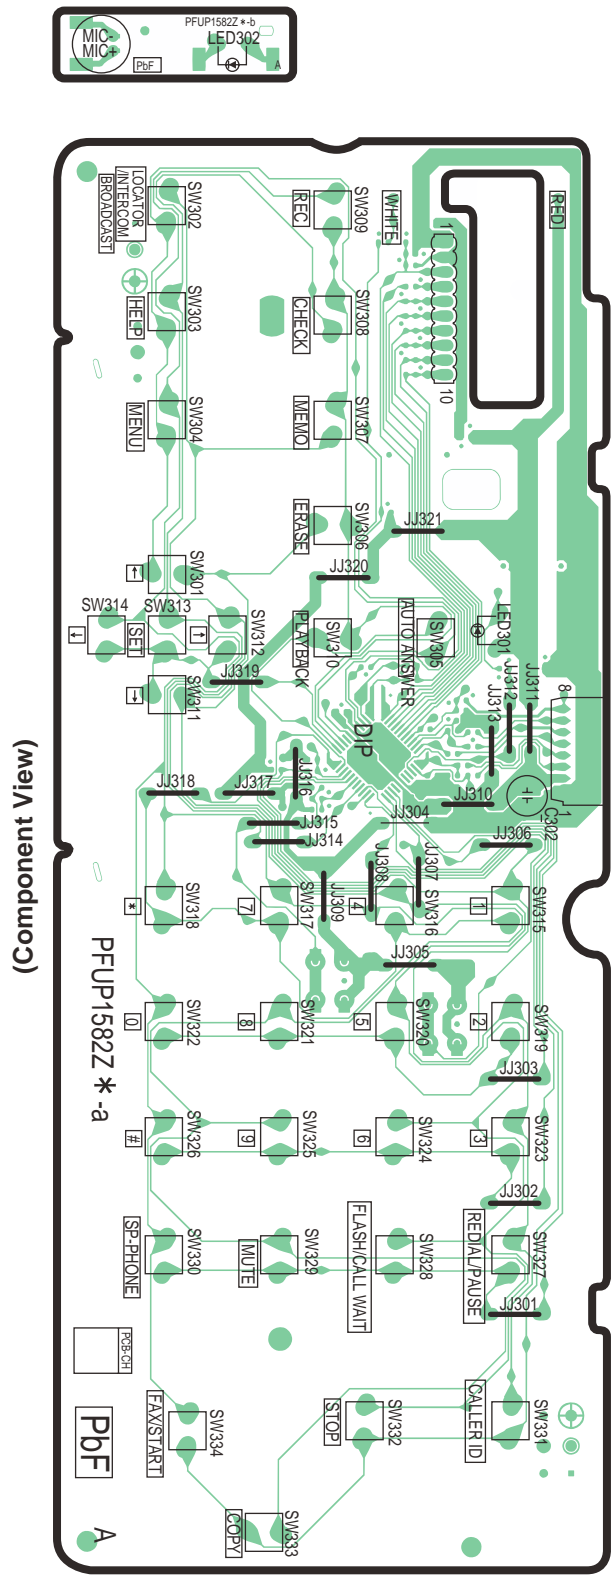 MIC-
MIC+
PFUP1582Z *-b
LED302
PbF
A
LOCATOR
/INTERCOM
BROADCAST
SW302
REC
SW309
WHITE
1
RED
HELP
SW303
CHECK
SW308
MENU
SW304
MEMO
SW307
10
ERASE
SW306
JJ321
JJ320
←
SW301
SW314
SW313
SW312
↓
SET
↑
PLAYBACK
SW310
AUTO ANSWER
SW305
LED301
JJ319
→
SW311
JJ313
JJ312
JJ311
8
DIP
JJ316
JJ318
JJ317
JJ310
C302
1
JJ315
JJ304
JJ314
JJ306
JJ309
JJ308
JJ307
*
SW318
7
SW317
4
SW316
1
SW315
(Component View)
PFUP1582Z * -a
JJ305
0
SW322
8
SW321
5
SW320
2
SW319
JJ303
#
SW326
9
SW325
6
SW324
3
SW323
JJ302
SP-PHONE
SW330
MUTE
SW329
FLASH/CALL WAIT
SW328
REDIAL/PAUSE
SW327
JJ301
PCB-CH
PbF
FAX/START
SW334
STOP
SW332
CALLER ID
SW331
A
COPY
SW333